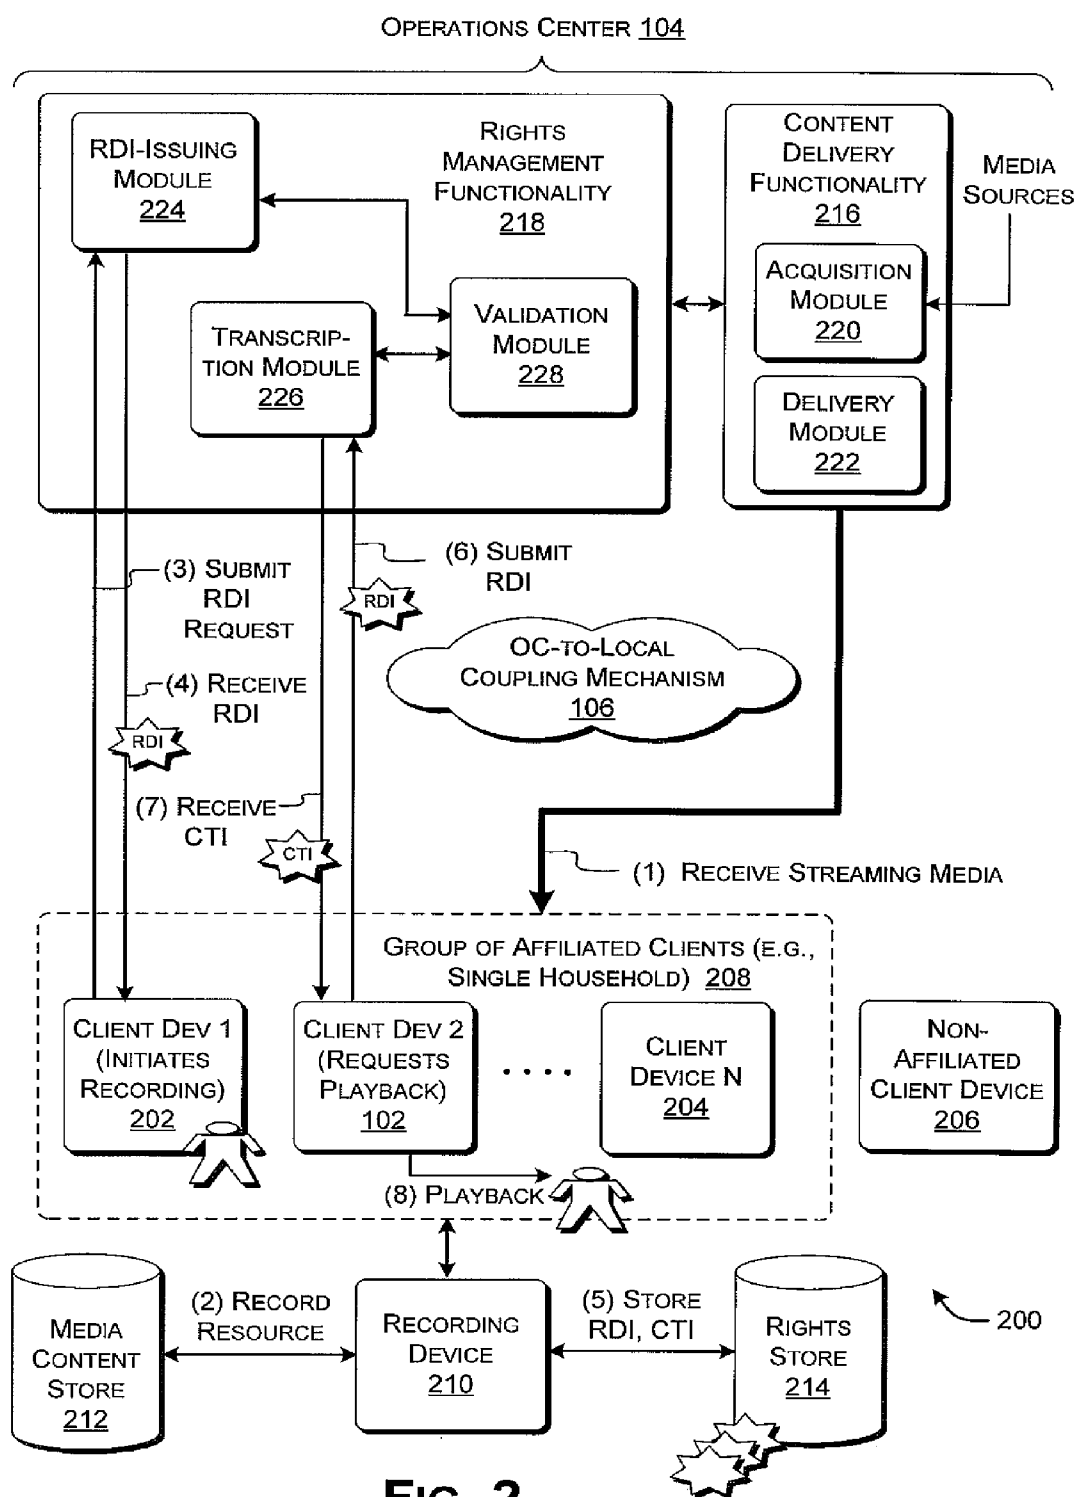 OPERATIONS CENTER 104
RDI-ISSUING
MODULE
224
RIGHTS
MANAGEMENT
FUNCTIONALITY
218
TRANSCRIP-
TION MODULE
226
VALIDATION
MODULE
228
CONTENT
DELIVERY
FUNCTIONALITY
216
MEDIA
SOURCES
ACQUISITION
MODULE
220
DELIVERY
MODULE
222
(3) SUBMIT
RDI
REQUEST
(4) RECEIVE
RDI
RDI
(6) SUBMIT
RDI
RDI
(7) RECEIVE
CTI
CTI
OC-TO-LOCAL
COUPLING MECHANISM
106
(1) RECEIVE STREAMING MEDIA
GROUP OF AFFILIATED CLIENTS (E.G.,
SINGLE HOUSEHOLD) 208
CLIENT DEV 1
(INITIATES
RECORDING)
202
CLIENT DEV 2
(REQUESTS
PLAYBACK)
102
....
CLIENT
DEVICE N
204
NON-
AFFILIATED
CLIENT DEVICE
206
(8) PLAYBACK
MEDIA
CONTENT
STORE
212
(2) RECORD
RESOURCE
RECORDING
DEVICE
210
(5) STORE
RDI, CTI
RIGHTS
STORE
214
200
FIG. 2